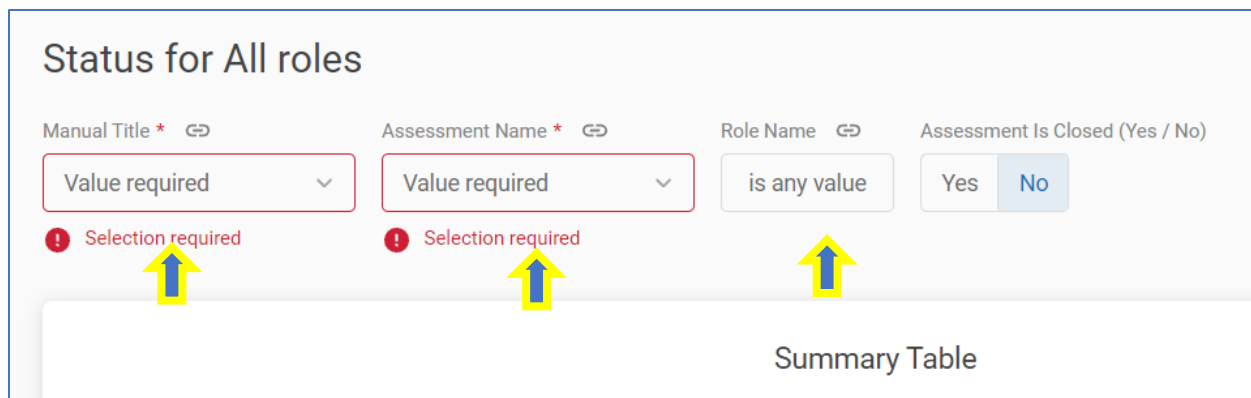 Status for All roles
Manual Title * Assessment Name * Role Name Assessment Is Closed (Yes / No)
Value required Value required is any value Yes No
! Selection required ! Selection required
Summary Table